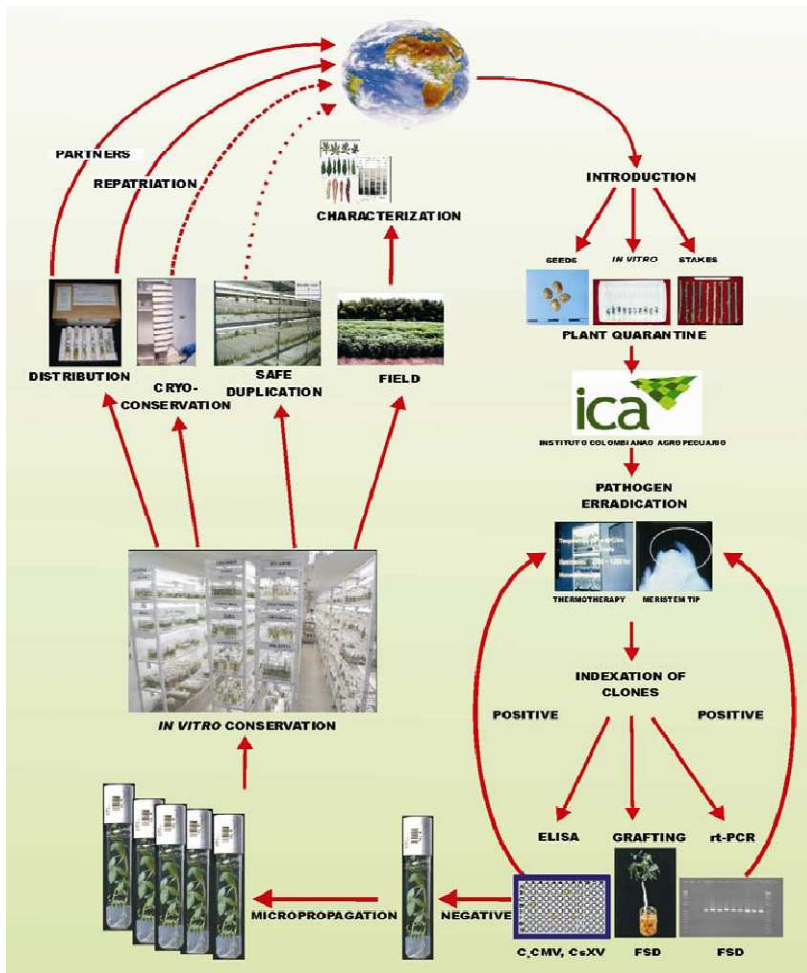 PARTNERS
REPATRIATION
CHARACTERIZATION
INTRODUCTION
SEEDS
IN VITRO
STAKES
PLANT QUARANTINE
DISTRIBUTION
CRYO-
CONSERVATION
SAFE
DUPLICATION
FIELD
ica
INSTITUTO COLOMBIANAO AGROPECUARIO
PATHOGEN
ERRADICATION
THERMOTHERAPY
MERISTEM TIP
INDEXATION OF
CLONES
POSITIVE
POSITIVE
IN VITRO CONSERVATION
ELISA
GRAFTING
rt-PCR
MICROPROPAGATION
NEGATIVE
C,CMV, CsXV
FSD
FSD